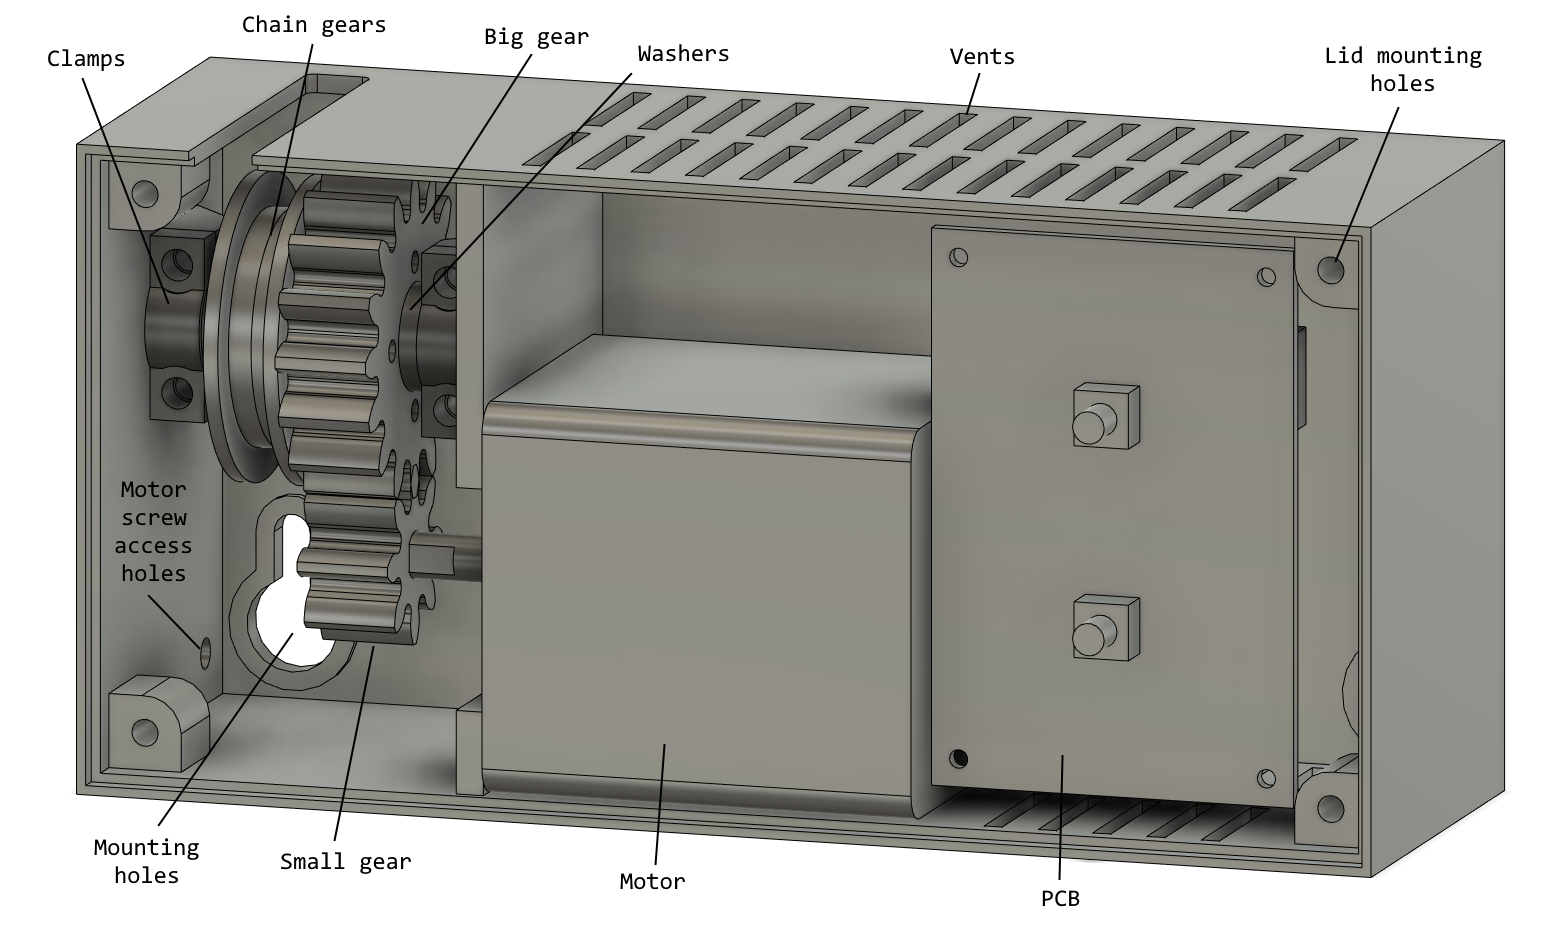 Chain gears
Clamps
Big gear
Washers
Vents
Lid mounting
holes
Motor
screw
access
holes
Mounting
holes
Small gear
Motor
PCB